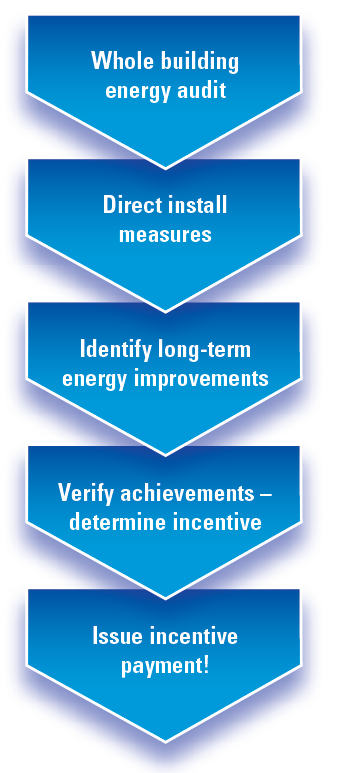 Whole building
energy audit
Direct install
measures
Identify long-term
energy improvements
Verify achievements –
determine incentive
Issue incentive
payment!